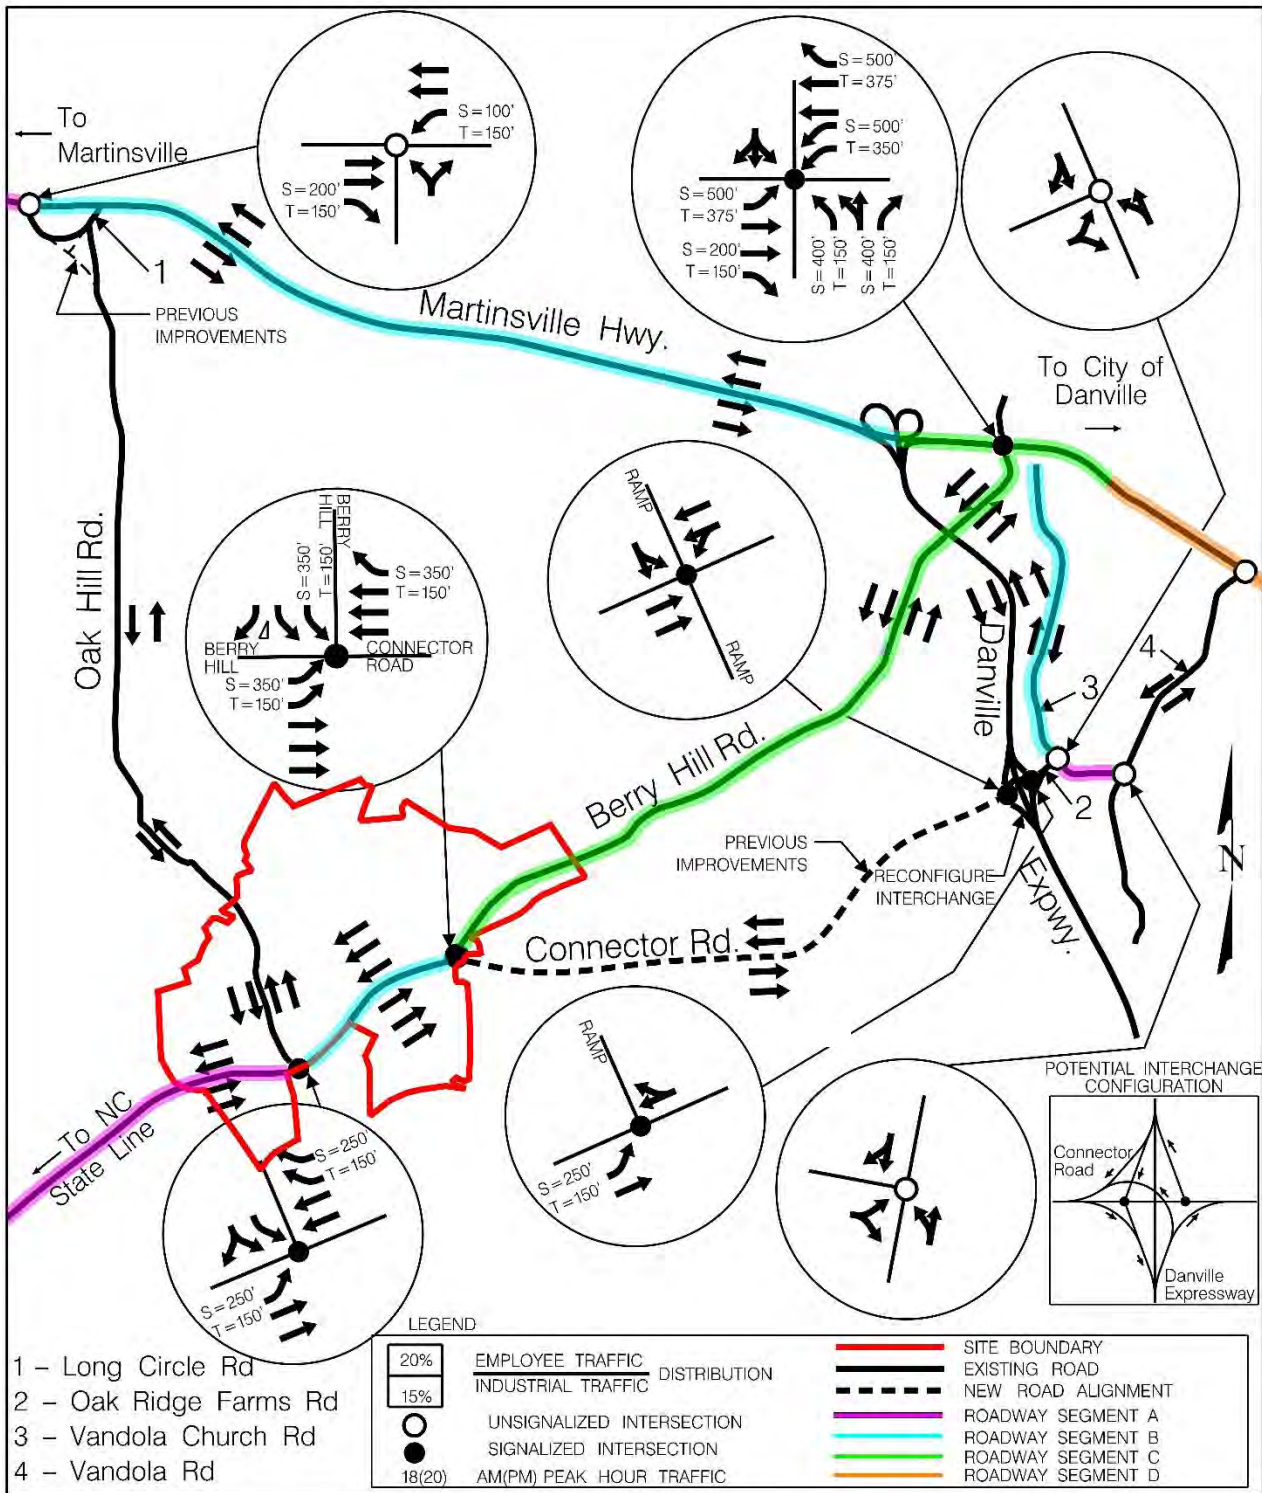 To
Martinsville
S=100'
T=150'
S=200'
T=150'
S=500'
T=375'
S=500'
T=350'
S=500'
T=375'
S=200'
T=150'
S=400'
T=150'
S=400'
T=150'
1
PREVIOUS
IMPROVEMENTS
Martinsville Hwy.
To City of
Danville
Oak Hill Rd.
BERRY
HILL
S=350'
T=150'
S=350'
T=150'
BERRY
HILL
CONNECTOR
ROAD
S=350'
T=150'
RAMP
RAMP
Danville
Expwy.
4
3
2
Berry Hill Rd.
PREVIOUS
IMPROVEMENTS
RECONFIGURE
INTERCHANGE
N
Connector Rd.
To NC
State Line
S=250'
T=150'
S=250'
T=150'
RAMP
S=250'
T=150'
POTENTIAL INTERCHANGE
CONFIGURATION
Connector
Road
Danville
Expressway
1 – Long Circle Rd
2 – Oak Ridge Farms Rd
3 – Vandola Church Rd
4 – Vandola Rd
LEGEND
20%
15%
EMPLOYEE TRAFFIC
INDUSTRIAL TRAFFIC
DISTRIBUTION
UNSIGNALIZED INTERSECTION
SIGNALIZED INTERSECTION
18(20) AM(PM) PEAK HOUR TRAFFIC
SITE BOUNDARY
EXISTING ROAD
NEW ROAD ALIGNMENT
ROADWAY SEGMENT A
ROADWAY SEGMENT B
ROADWAY SEGMENT C
ROADWAY SEGMENT D